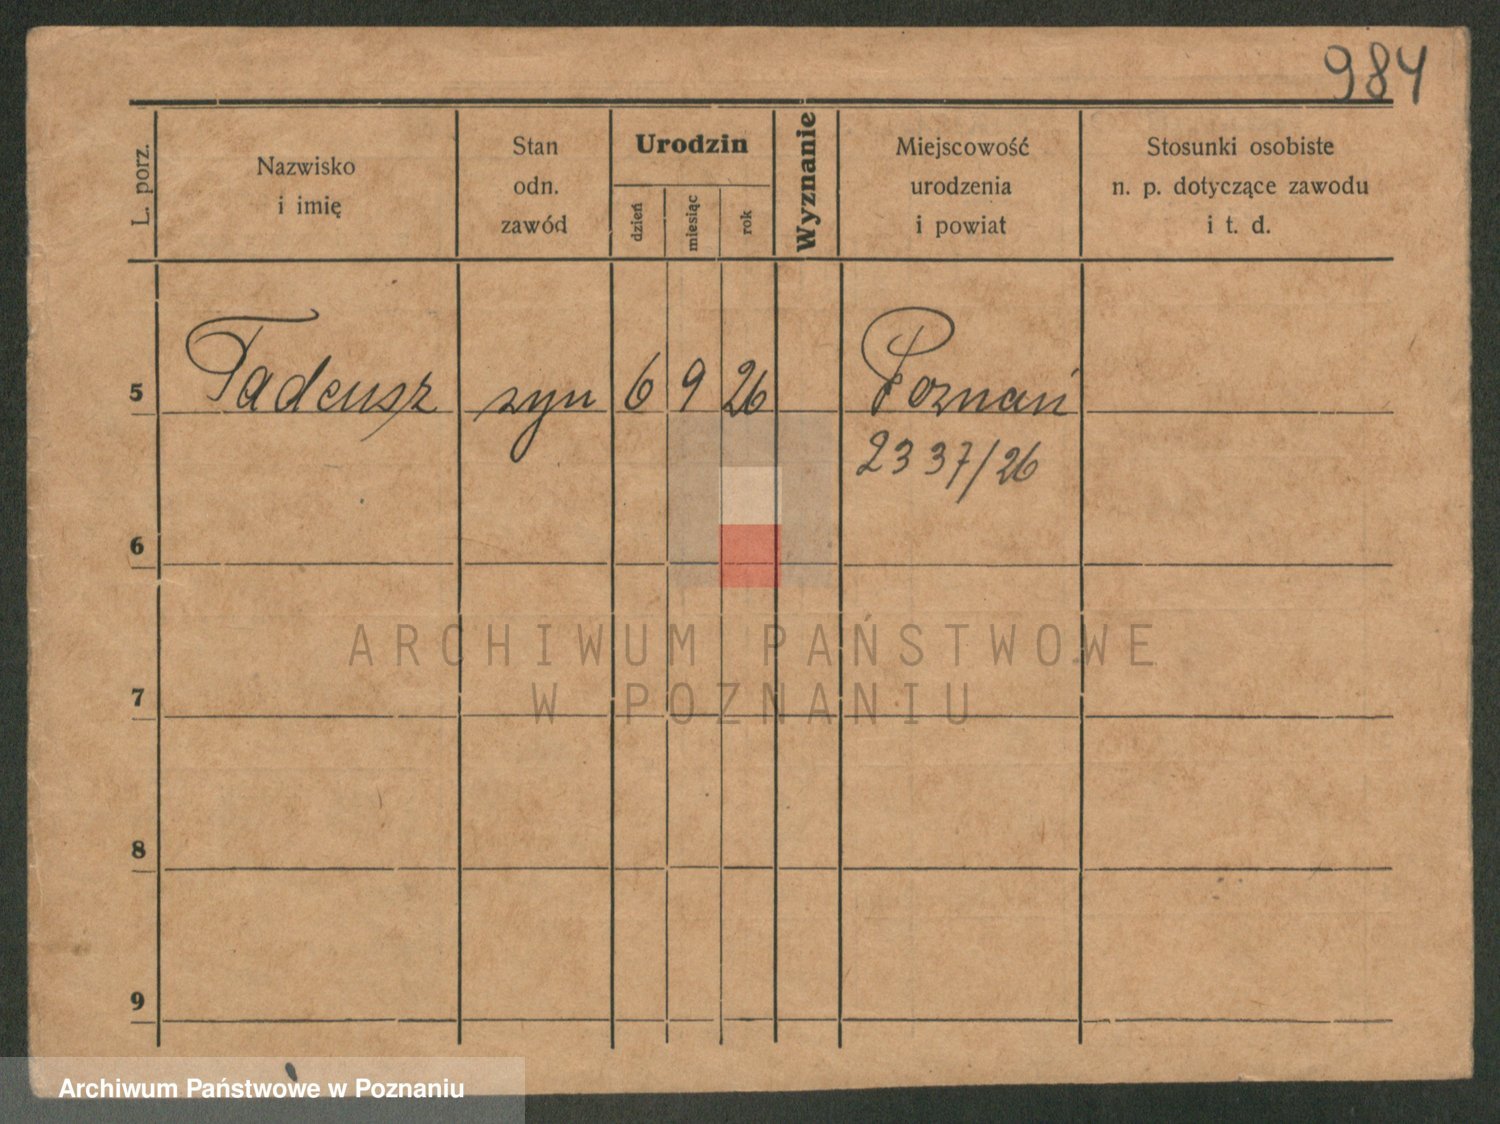 984
L. porz.
Nazwisko
i imię
Stan
odn.
zawód
Urodzin
dzień
miesiąc
rok
Wyznanie
Miejscowość
urodzenia
i powiat
Stosunki osobiste
n. p. dotyczące zawodu
i t. d.
5 Tadeusz syn 6 9 26 Poznań
2337/26
6
7
8
9
ARCHIWUM PAŃSTWOWE
W POZNANIU
Archiwum Państwowe w Poznaniu